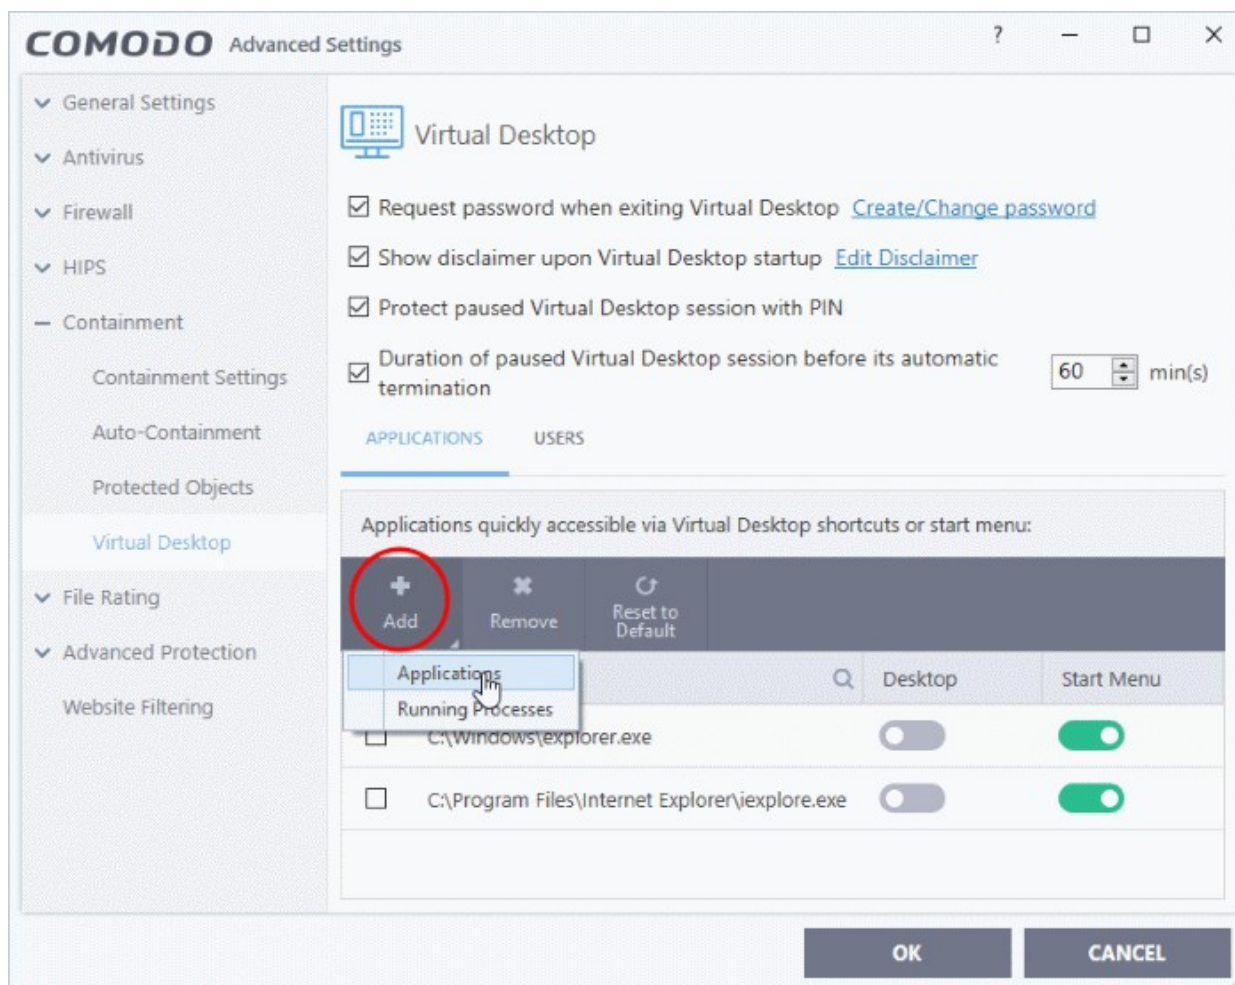 COMODO Advanced Settings ?
General Settings
Antivirus
Firewall
HIPS
Containment
Containment Settings
Auto-Containment
Protected Objects
Virtual Desktop
File Rating
Advanced Protection
Website Filtering
Virtual Desktop
Request password when exiting Virtual Desktop Create/Change password
Show disclaimer upon Virtual Desktop startup Edit Disclaimer
Protect paused Virtual Desktop session with PIN
Duration of paused Virtual Desktop session before its automatic
termination
60 min(s)
APPLICATIONS USERS
Applications quickly accessible via Virtual Desktop shortcuts or start menu:
Add Remove Reset to
Default
Applications
Running Processes
Desktop Start Menu
C:\Windows\explorer.exe
C:\Program Files\Internet Explorer\iexplore.exe
OK CANCEL